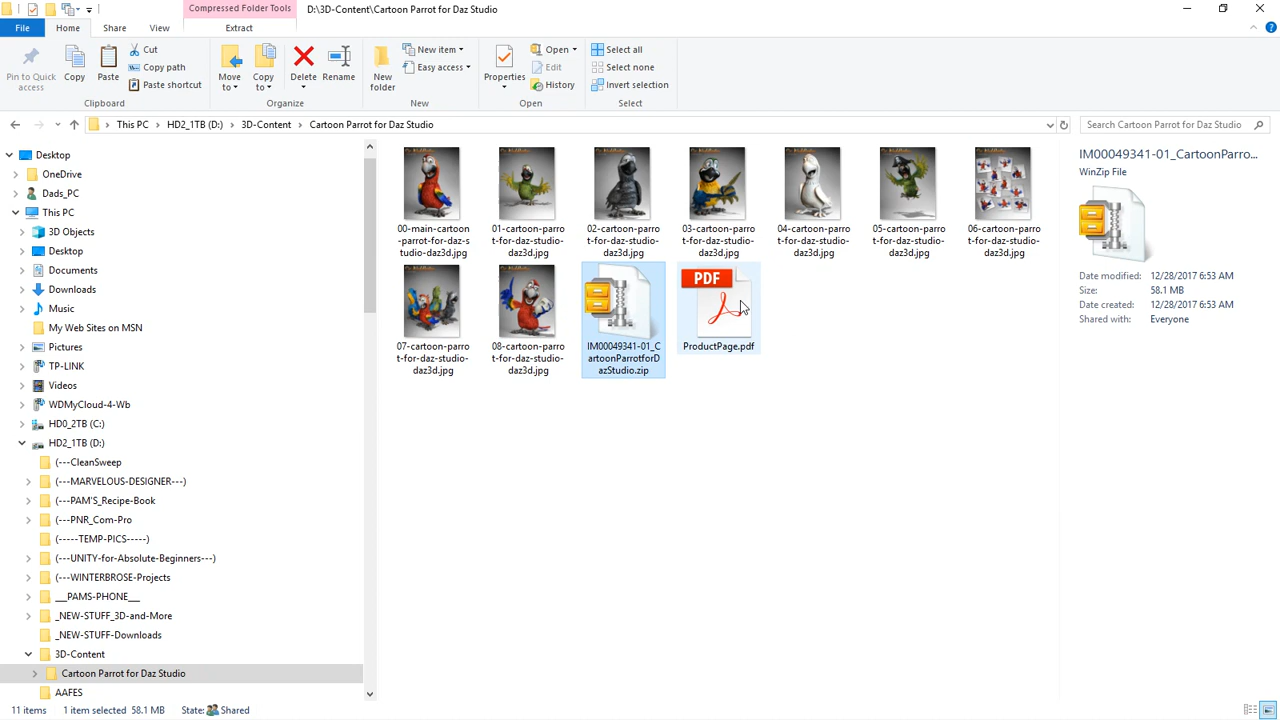 Compressed Folder Tools
D:\3D-Content\Cartoon Parrot for Daz Studio
File
Home
Share
View
Extract
Pin to Quick access
Copy
Paste
Cut
Copy path
Paste shortcut
Clipboard
Move to
Copy to
Delete
Rename
Organize
New folder
New item
Easy access
New
Properties
Open
Edit
History
Open
Select all
Select none
Invert selection
Select
This PC > HD2_1TB (D:) > 3D-Content > Cartoon Parrot for Daz Studio
Search Cartoon Parrot for Daz Studio
Desktop
OneDrive
Dads_PC
This PC
3D Objects
Desktop
Documents
Downloads
Music
My Web Sites on MSN
Pictures
TP-LINK
Videos
WDMyCloud-4-Wb
HD0_2TB (C:)
HD2_1TB (D:)
(---CleanSweep
(---MARVELOUS-DESIGNER---)
(---PAM'S_Recipe-Book
(---PNR_Com-Pro
(-----TEMP-PICS-----)
(---UNITY-for-Absolute-Beginners---)
(---WINTERBROSE-Projects
___PAMS-PHONE___
_NEW-STUFF_3D-and-More
_NEW-STUFF-Downloads
3D-Content
Cartoon Parrot for Daz Studio
AAFES
00-main-cartoon
-parrot-for-daz-s
tudio-daz3d.jpg
01-cartoon-parro
t-for-daz-studio-
daz3d.jpg
02-cartoon-parro
t-for-daz-studio-
daz3d.jpg
03-cartoon-parro
t-for-daz-studio-
daz3d.jpg
04-cartoon-parro
t-for-daz-studio-
daz3d.jpg
05-cartoon-parro
t-for-daz-studio-
daz3d.jpg
06-cartoon-parro
t-for-daz-studio-
daz3d.jpg
07-cartoon-parro
t-for-daz-studio-
daz3d.jpg
08-cartoon-parro
t-for-daz-studio-
daz3d.jpg
IM00049341-01_C
artoonParrotforD
azStudio.zip
PDF
ProductPage.pdf
IM00049341-01_CartoonParro...
WinZip File
Date modified: 12/28/2017 6:53 AM
Size: 58.1 MB
Date created: 12/28/2017 6:53 AM
Shared with: Everyone
11 items 1 item selected 58.1 MB State: Shared